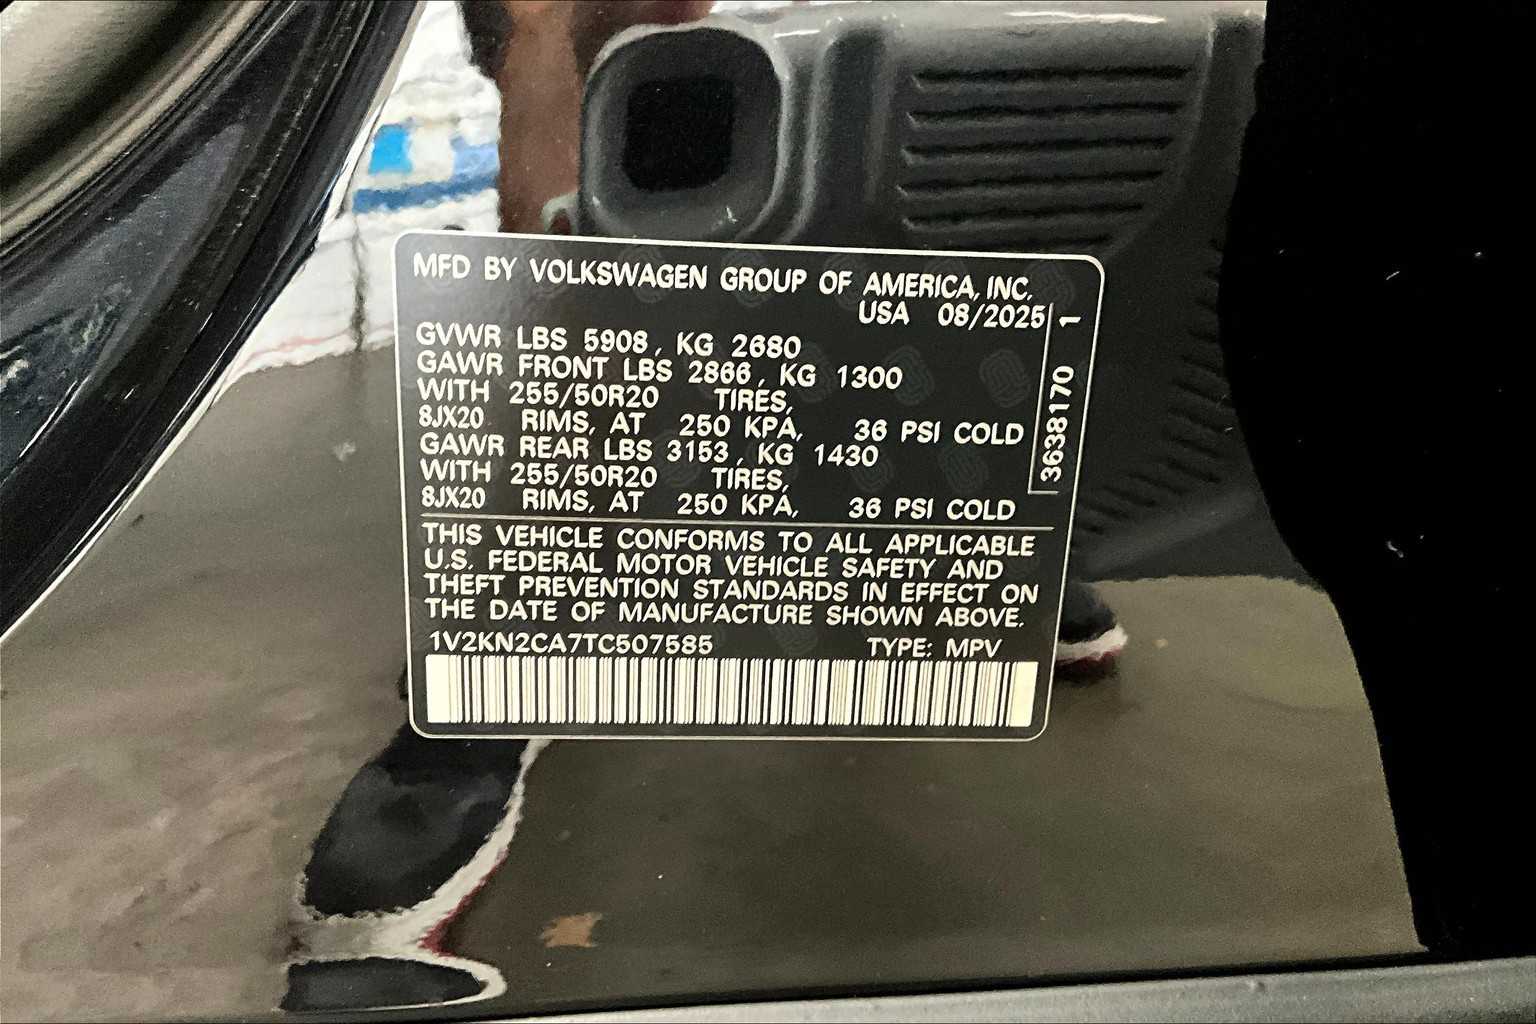 MFD BY VOLKSWAGEN GROUP OF AMERICA, INC.
USA 08/2025
GVWR LBS 5908, KG 2680
GAWR FRONT LBS 2866, KG 1300
WITH 255/50R20 TIRES,
8JX20 RIMS, AT 250 KPA, 36 PSI COLD
GAWR REAR LBS 3153, KG 1430
WITH 255/50R20 TIRES,
8JX20 RIMS, AT 250 KPA, 36 PSI COLD
THIS VEHICLE CONFORMS TO ALL APPLICABLE
U.S. FEDERAL MOTOR VEHICLE SAFETY AND
THEFT PREVENTION STANDARDS IN EFFECT ON
THE DATE OF MANUFACTURE SHOWN ABOVE.
1V2KN2CA7TC507585 TYPE: MPV
3638170 1